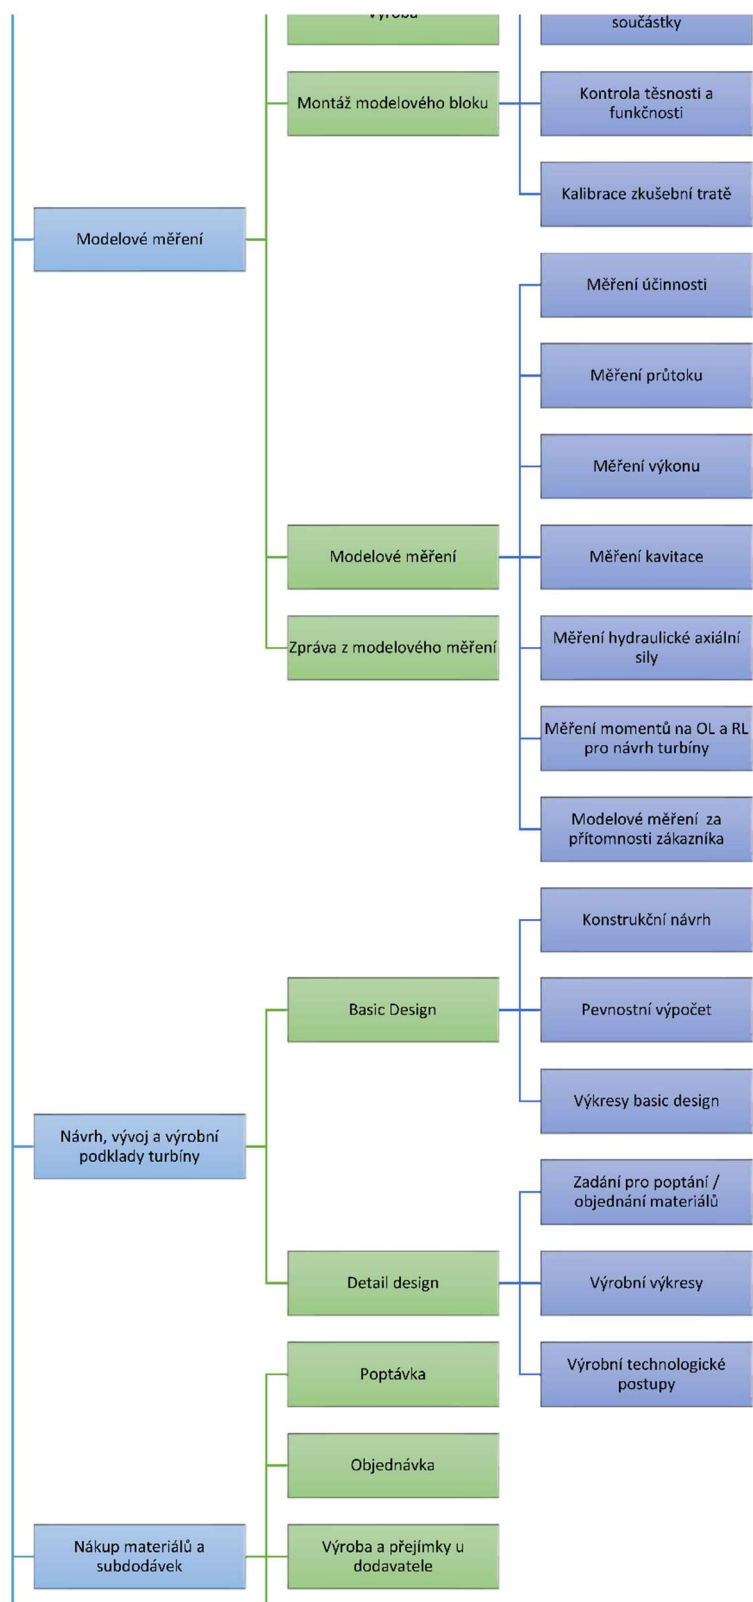 Výroba
součástky
Montáž modelového bloku
Kontrola těsnosti a
funkčnosti
Kalibrace zkušební tratě
Modelové měření
Měření účinnosti
Měření průtoku
Měření výkonu
Modelové měření
Měření kavitace
Zpráva z modelového měření
Měření hydraulické axiální
sily
Měření momentů na OL a RL
pro návrh turbíny
Modelové měření za
přítomnosti zákazníka
Konstrukční návrh
Basic Design
Pevnostní výpočet
Výkresy basic design
Návrh, vývoj a výrobní
podklady turbíny
Zadání pro poptání /
objednání materiálů
Detail design
Výrobní výkresy
Poptávka
Výrobní technologické
postupy
Objednávka
Nákup materiálů a
subdodávek
Výroba a přejímky u
dodavatele